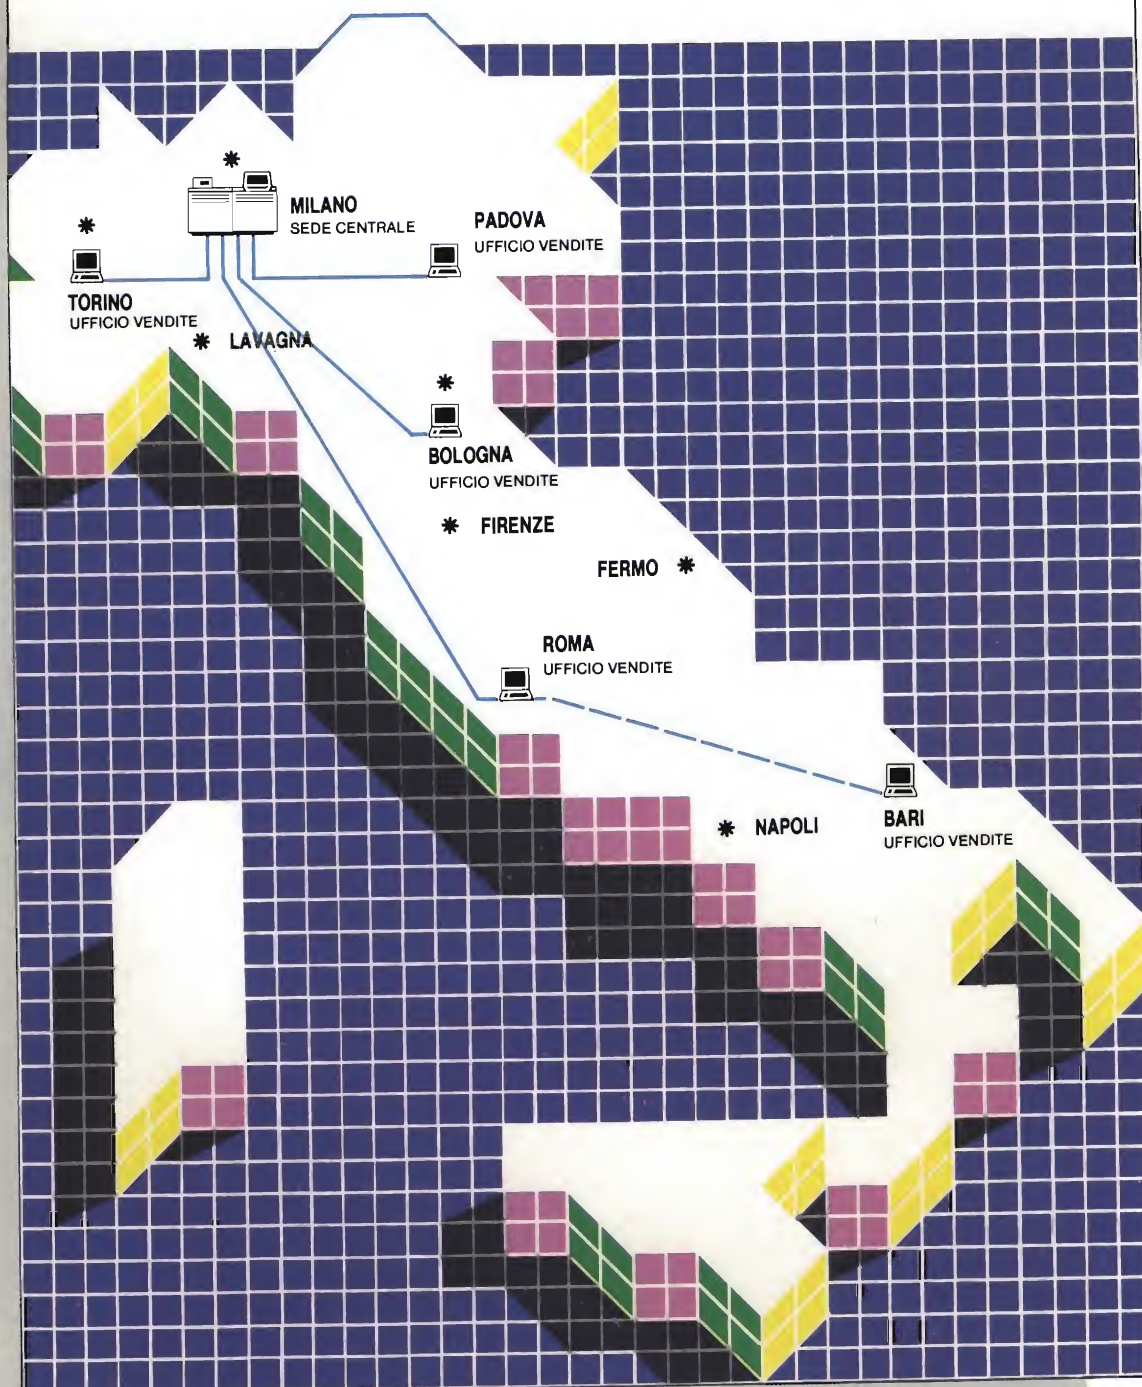 MILANO
SEDE CENTRALE
PADOVA
UFFICIO VENDITE
TORINO
UFFICIO VENDITE
LAVAGNA
BOLOGNA
UFFICIO VENDITE
FIRENZE
FERMO
ROMA
UFFICIO VENDITE
NAPOLI
BARI
UFFICIO VENDITE